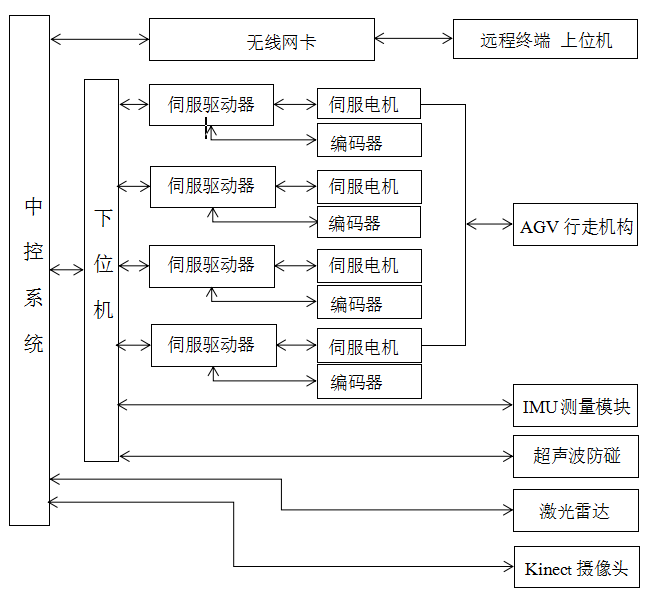 无线网卡
远程终端 上位机
中控系统
下位机
伺服驱动器
伺服电机
编码器
伺服驱动器
伺服电机
编码器
伺服驱动器
伺服电机
编码器
伺服驱动器
伺服电机
编码器
AGV 行走机构
IMU 测量模块
超声波防碰
激光雷达
Kinect 摄像头